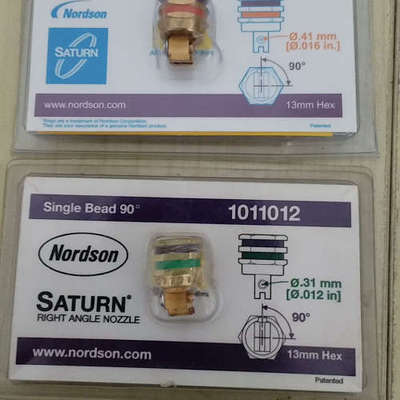 Nordson
SATURN
Ø.41 mm
[Ø.016 in.]
90°
www.nordson.com
13mm Hex
Patented
Single Bead 90°
1011012
Nordson
SATURN®
RIGHT ANGLE NOZZLE
Ø.31 mm
[Ø.012 in]
90°
www.nordson.com
13mm Hex
Patented